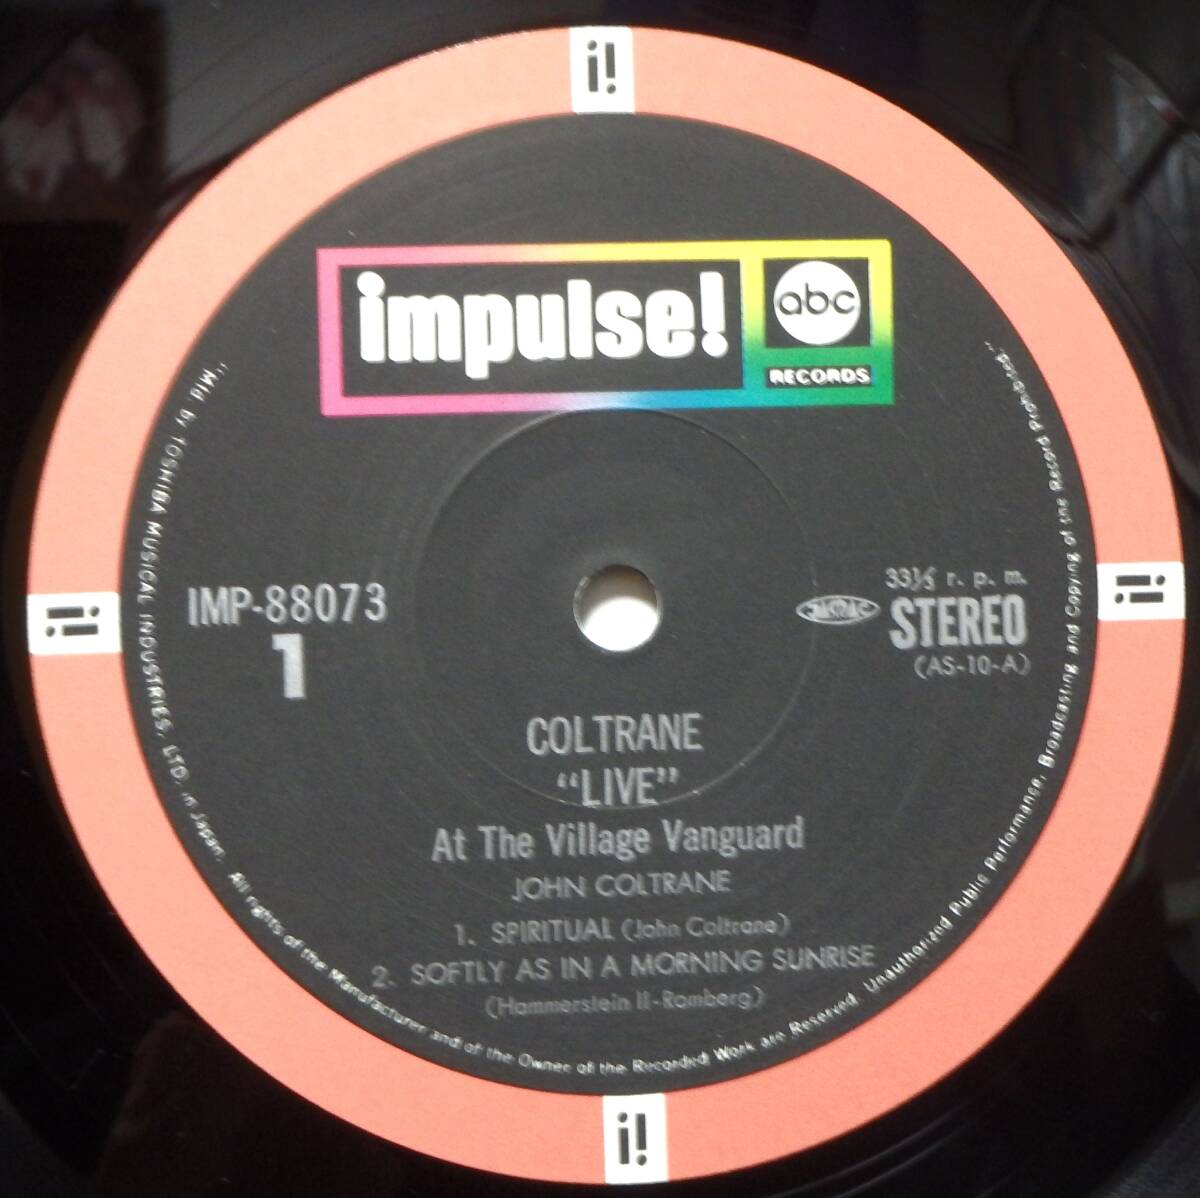 i!
impulse!
abc
RECORDS
IMP-88073
1
33⅓ r. p. m.
JASRAC
STEREO
(AS-10-A)
i!
i!
COLTRANE
“LIVE”
At The Village Vanguard
JOHN COLTRANE
1. SPIRITUAL (John Coltrane)
2. SOFTLY AS IN A MORNING SUNRISE
(Hammerstein II-Romberg)
"Mfd. by TOSHIBA MUSICAL INDUSTRIES, LTD. in Japan. All rights of the Manufacturer and of the Owner of the Recorded Work are Reserved. Unauthorized Public Performance, Broadcasting and Copying of the Record Prohibited."
i!